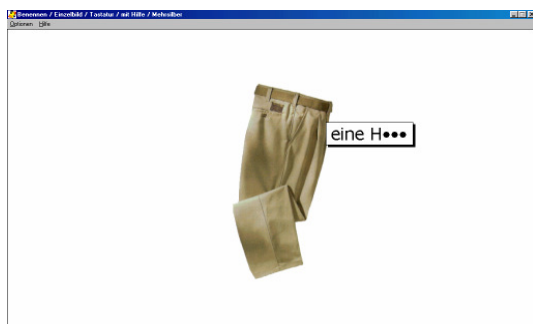 Benennen / Einzelbild / Tastatur / mit Hilfe / Mehrsilber
Optionen Hilfe
eine H•••